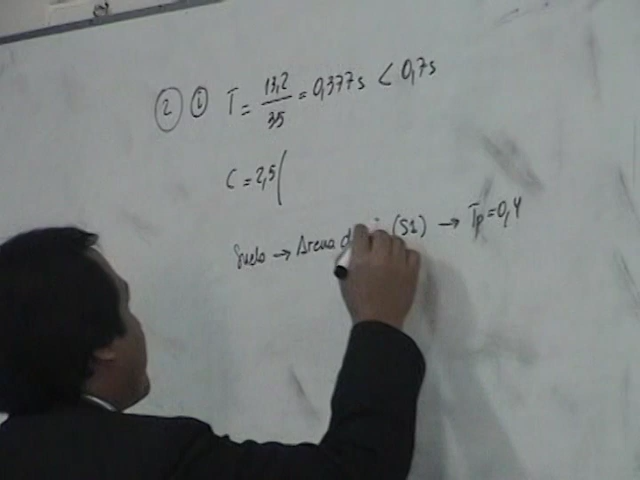 ② ① T = 13,2/35 = 0,377s < 0,7s
C = 2,5(
Suelo → Arena (S1) → Tp = 0,4